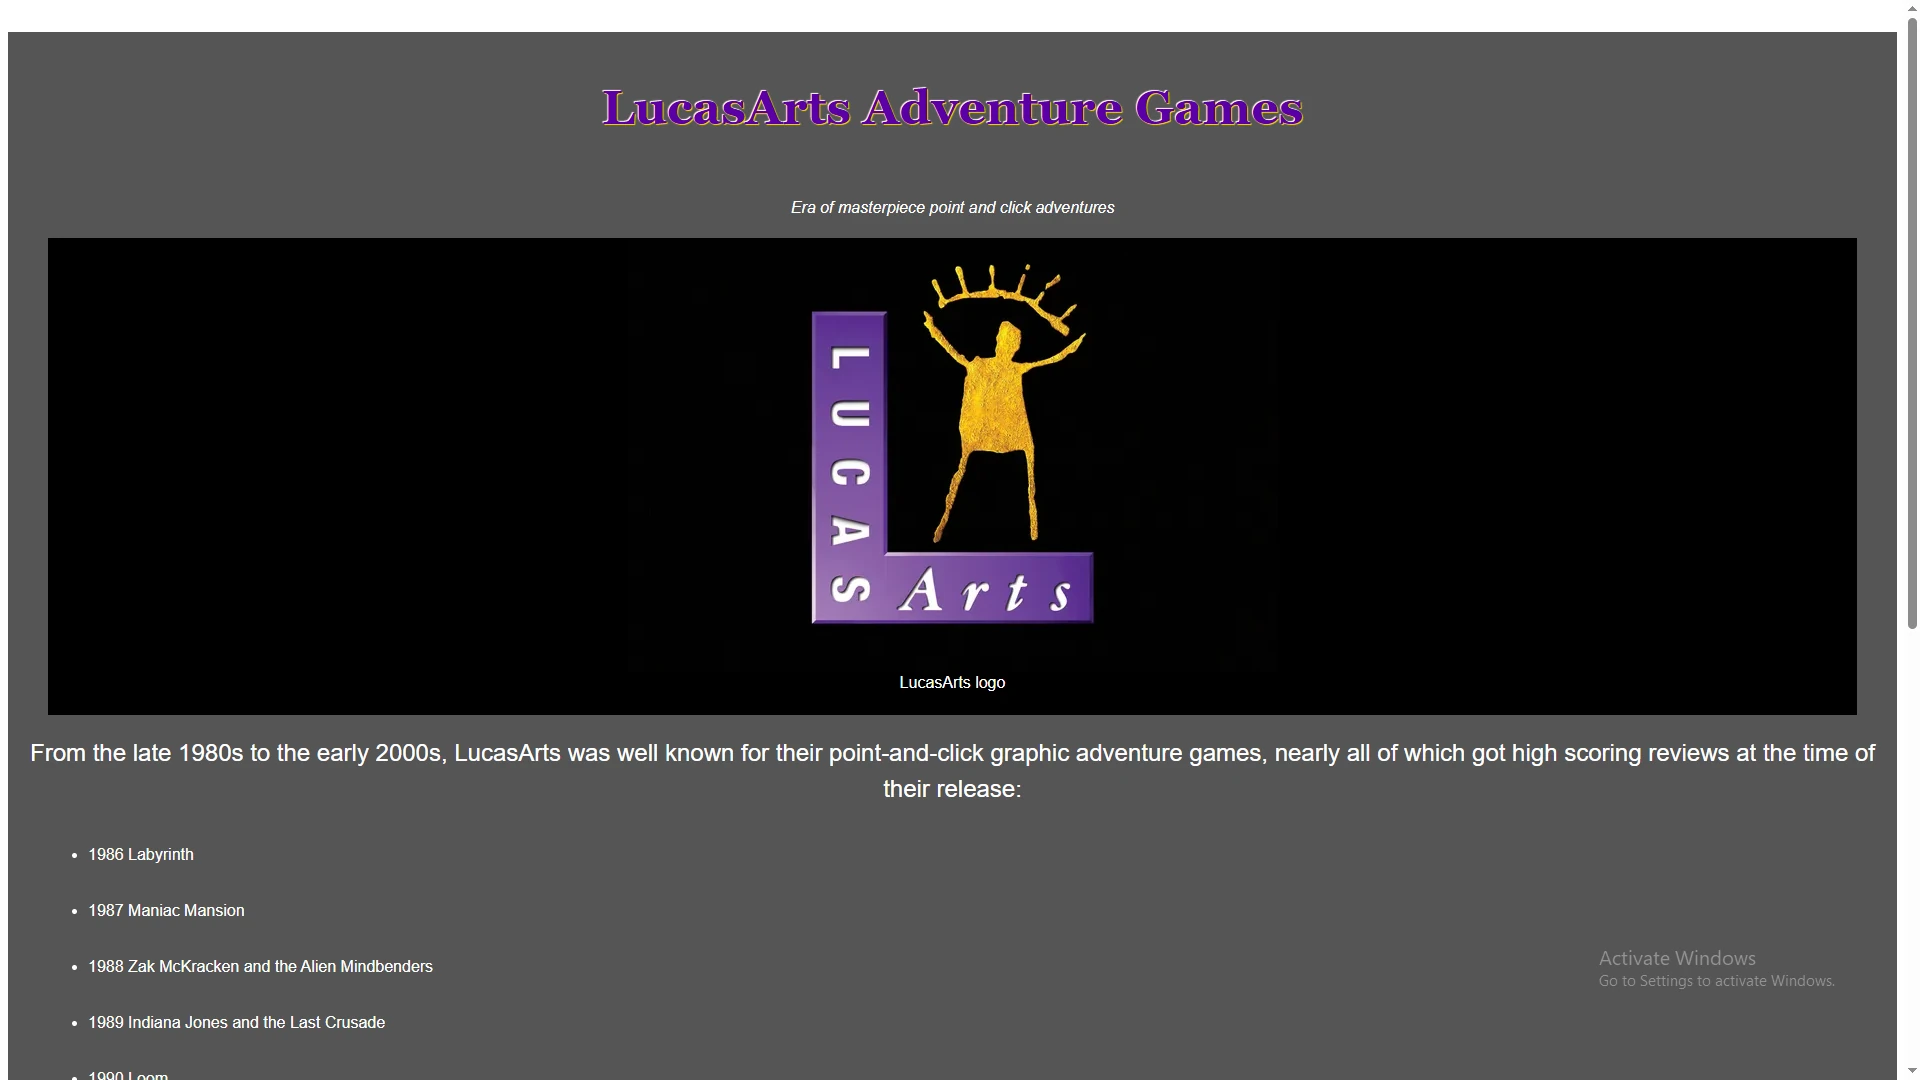 LucasArts Adventure Games
Era of masterpiece point and click adventures
LUCAS
Arts
LucasArts logo
From the late 1980s to the early 2000s, LucasArts was well known for their point-and-click graphic adventure games, nearly all of which got high scoring reviews at the time of
their release:
• 1986 Labyrinth
• 1987 Maniac Mansion
• 1988 Zak McKracken and the Alien Mindbenders
• 1989 Indiana Jones and the Last Crusade
• 1990 Loom
Activate Windows
Go to Settings to activate Windows.